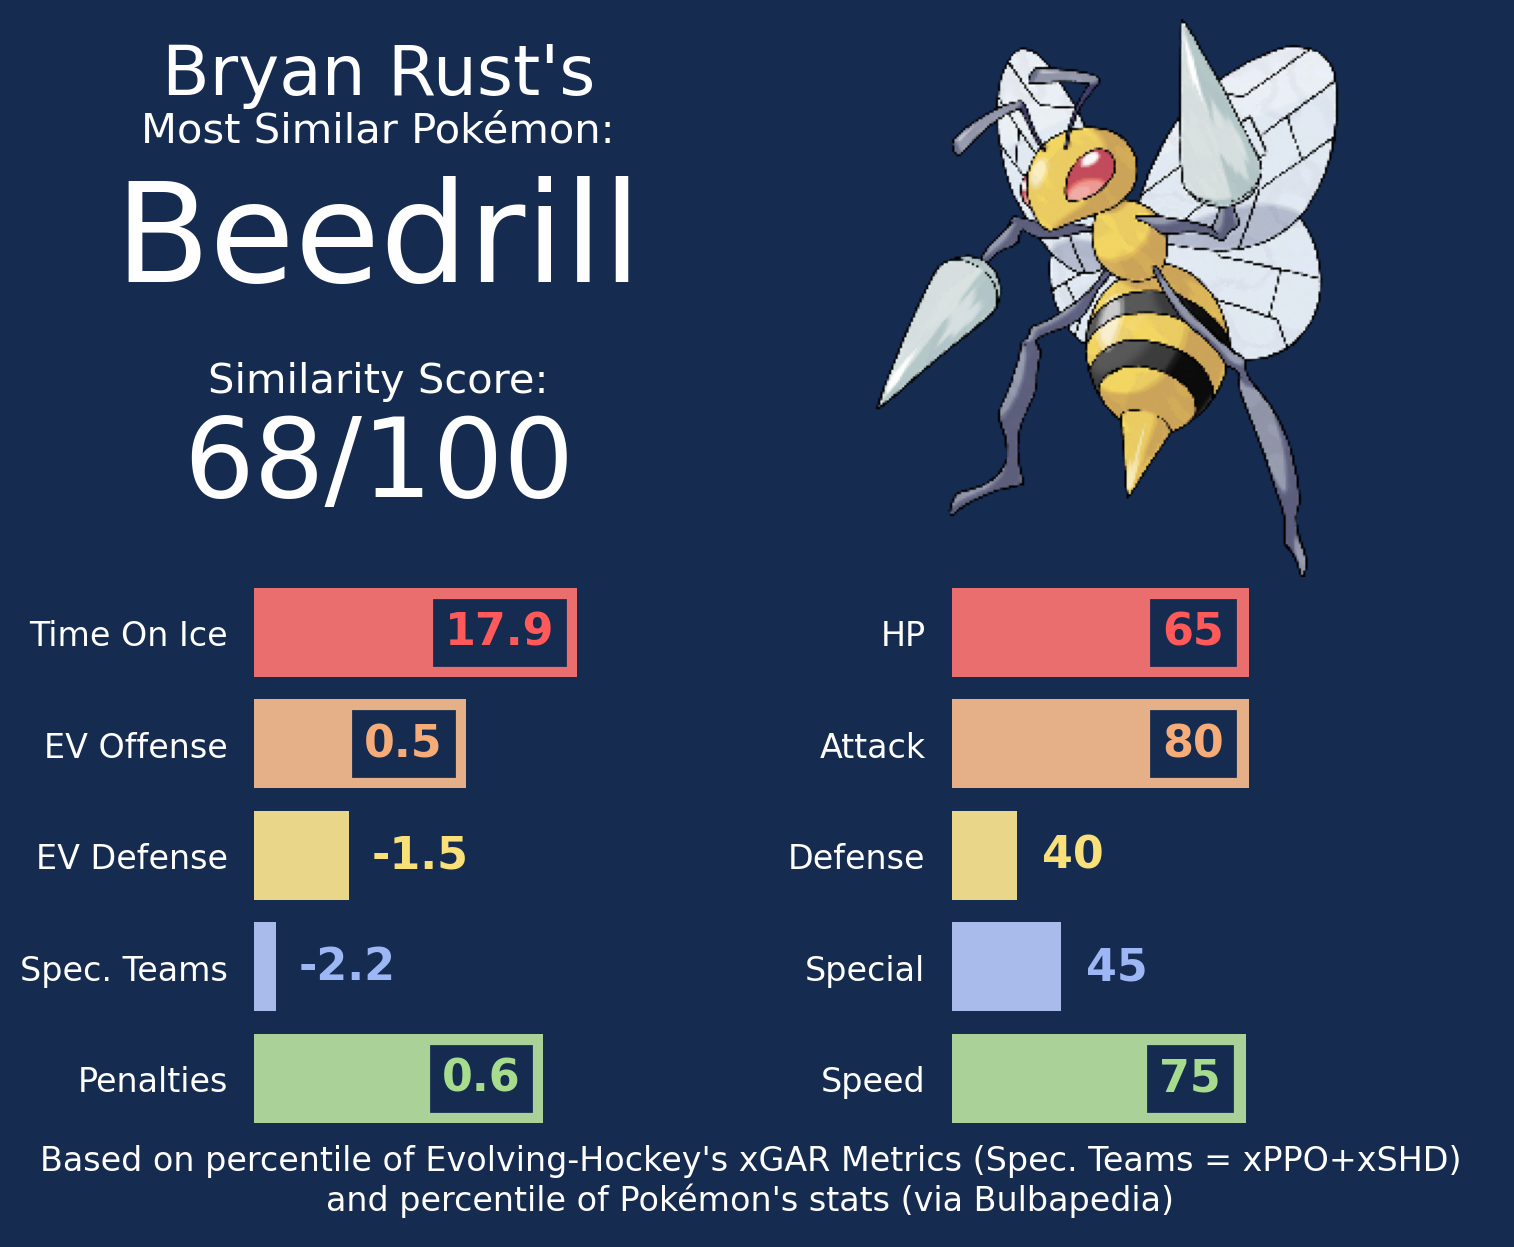 Bryan Rust's
Most Similar Pokémon:
Beedrill
Similarity Score:
68/100
Time On Ice 17.9
EV Offense 0.5
EV Defense -1.5
Spec. Teams -2.2
Penalties 0.6
HP 65
Attack 80
Defense 40
Special 45
Speed 75
Based on percentile of Evolving-Hockey's xGAR Metrics (Spec. Teams = xPPO+xSHD)
and percentile of Pokémon's stats (via Bulbapedia)